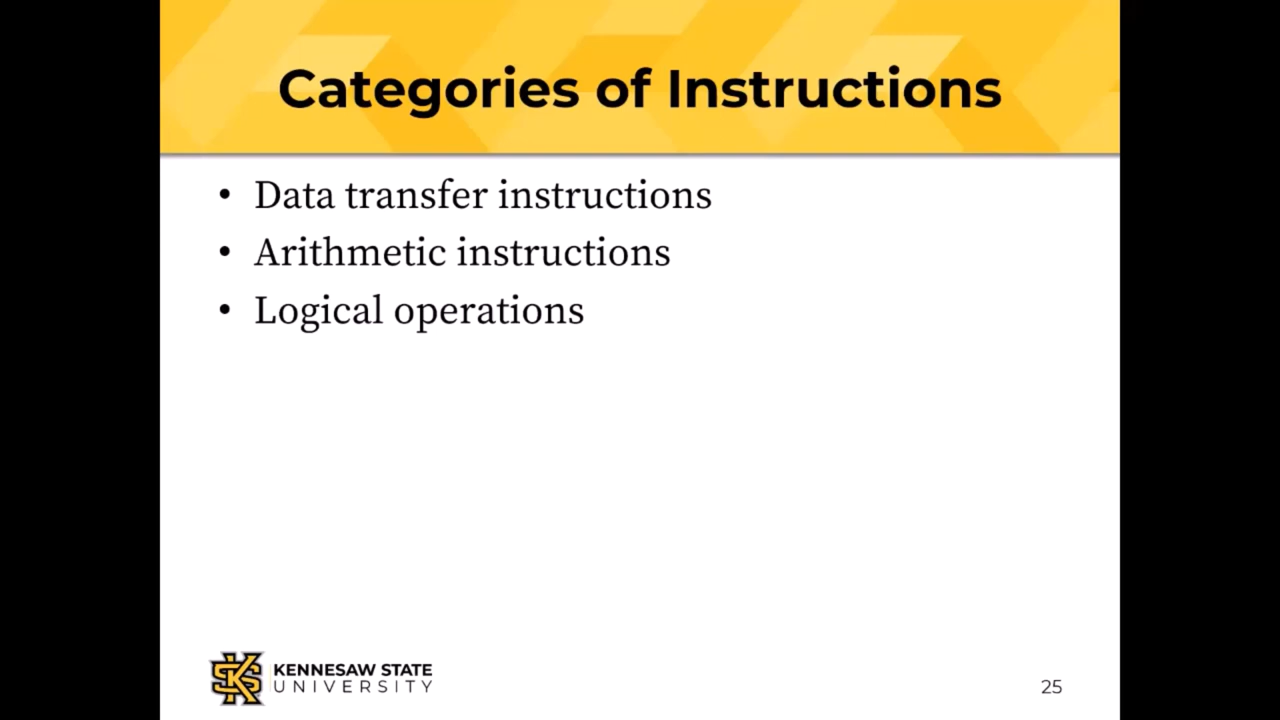 Categories of Instructions
• Data transfer instructions
• Arithmetic instructions
• Logical operations
KENNESAW STATE
UNIVERSITY
25